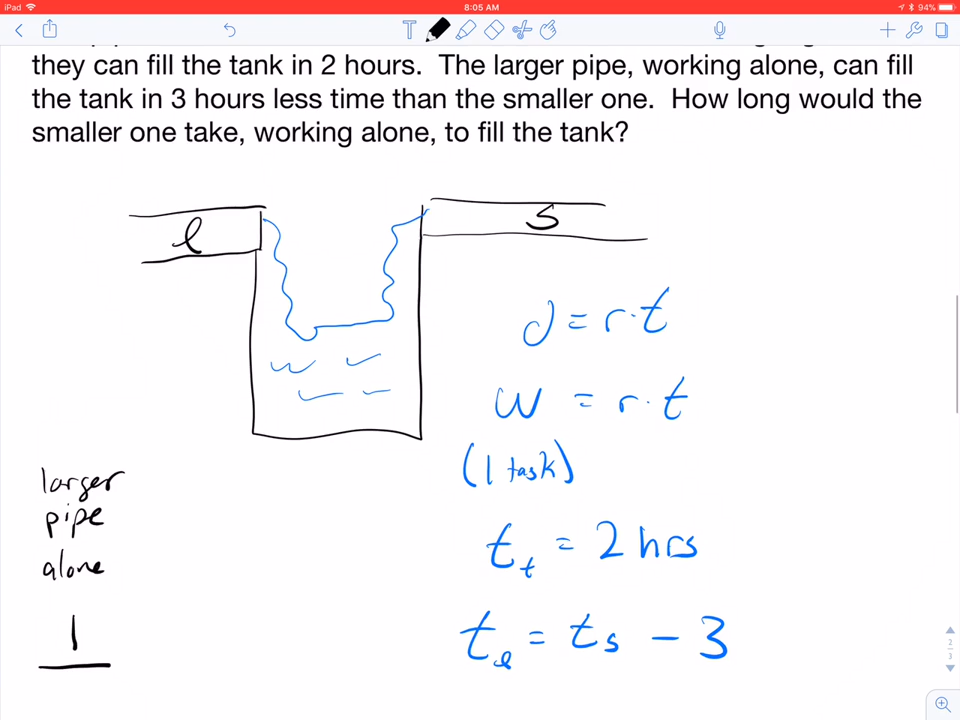 iPad
8:05 AM
94%
they can fill the tank in 2 hours. The larger pipe, working alone, can fill
the tank in 3 hours less time than the smaller one. How long would the
smaller one take, working alone, to fill the tank?
l
S
d = r·t
w = r·t
(1 task)
t_t = 2 hrs
t_l = t_s - 3
larger
pipe
alone
1
2
3